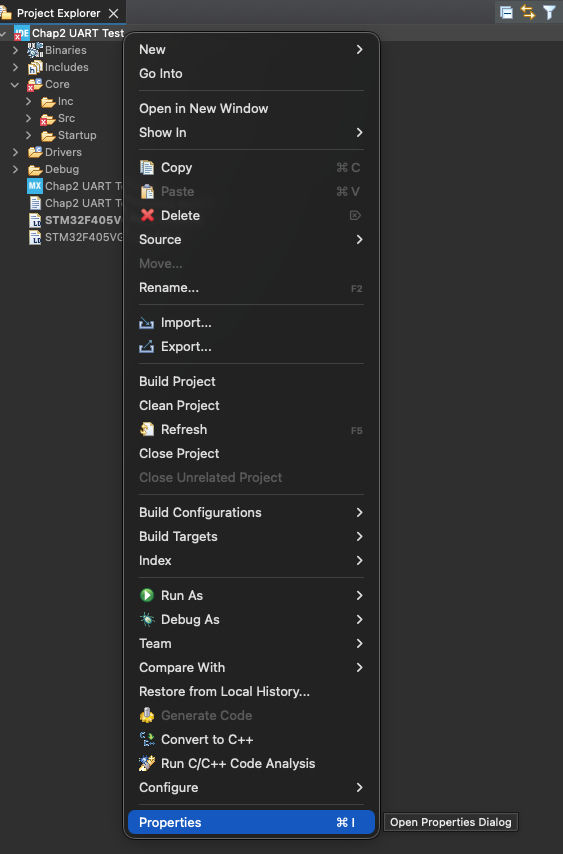 Project Explorer
IDE Chap2 UART Test
Binaries
Includes
Core
Inc
Src
Startup
Drivers
Debug
MX Chap2 UART Te
Chap2 UART Te
STM32F405VG
STM32F405VG
New
Go Into
Open in New Window
Show In
Copy ⌘ C
Paste ⌘ V
Delete ⌦
Source
Move...
Rename... F2
Import...
Export...
Build Project
Clean Project
Refresh F5
Close Project
Close Unrelated Project
Build Configurations
Build Targets
Index
Run As
Debug As
Team
Compare With
Restore from Local History...
Generate Code
Convert to C++
Run C/C++ Code Analysis
Configure
Properties ⌘ I
Open Properties Dialog